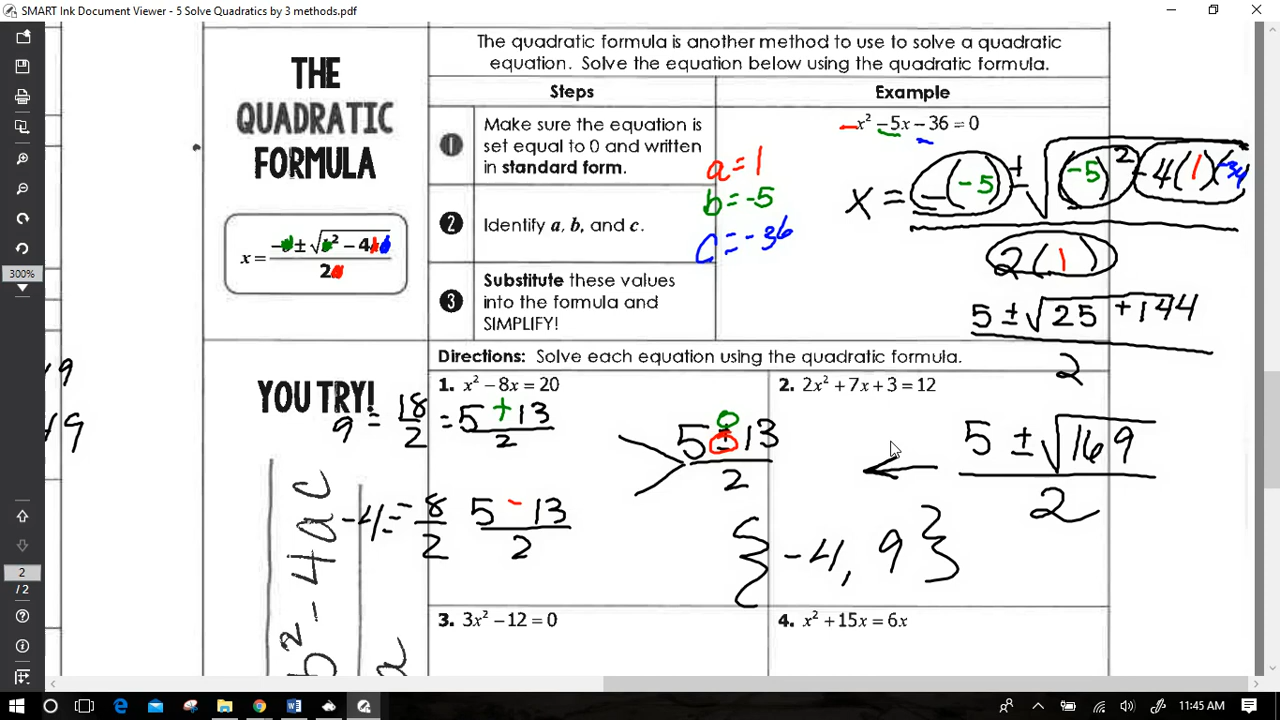 SMART Ink Document Viewer - 5 Solve Quadratics by 3 methods.pdf
300%
2
/ 2
THE
QUADRATIC
FORMULA
The quadratic formula is another method to use to solve a quadratic
equation. Solve the equation below using the quadratic formula.
Steps
Example
1 Make sure the equation is
set equal to 0 and written
in standard form.
2 Identify a, b, and c.
3 Substitute these values
into the formula and
SIMPLIFY!
x² − 5x − 36 = 0
a = 1
b = -5
c = -36
x = −(-5) ± √(-5)² -4(1)(
2(1)
5 ± √25 + 144
2
5 ± √169
2
5 ± 13
2
{-4, 9}
Directions: Solve each equation using the quadratic formula.
YOU TRY!
1. x² − 8x = 20
2. 2x² + 7x + 3 = 12
9 = 18/2 = 5 + 13
2
-4 = -8/2 5 - 13
2
b² - 4ac
a
3. 3x² − 12 = 0
4. x² + 15x = 6x
11:45 AM